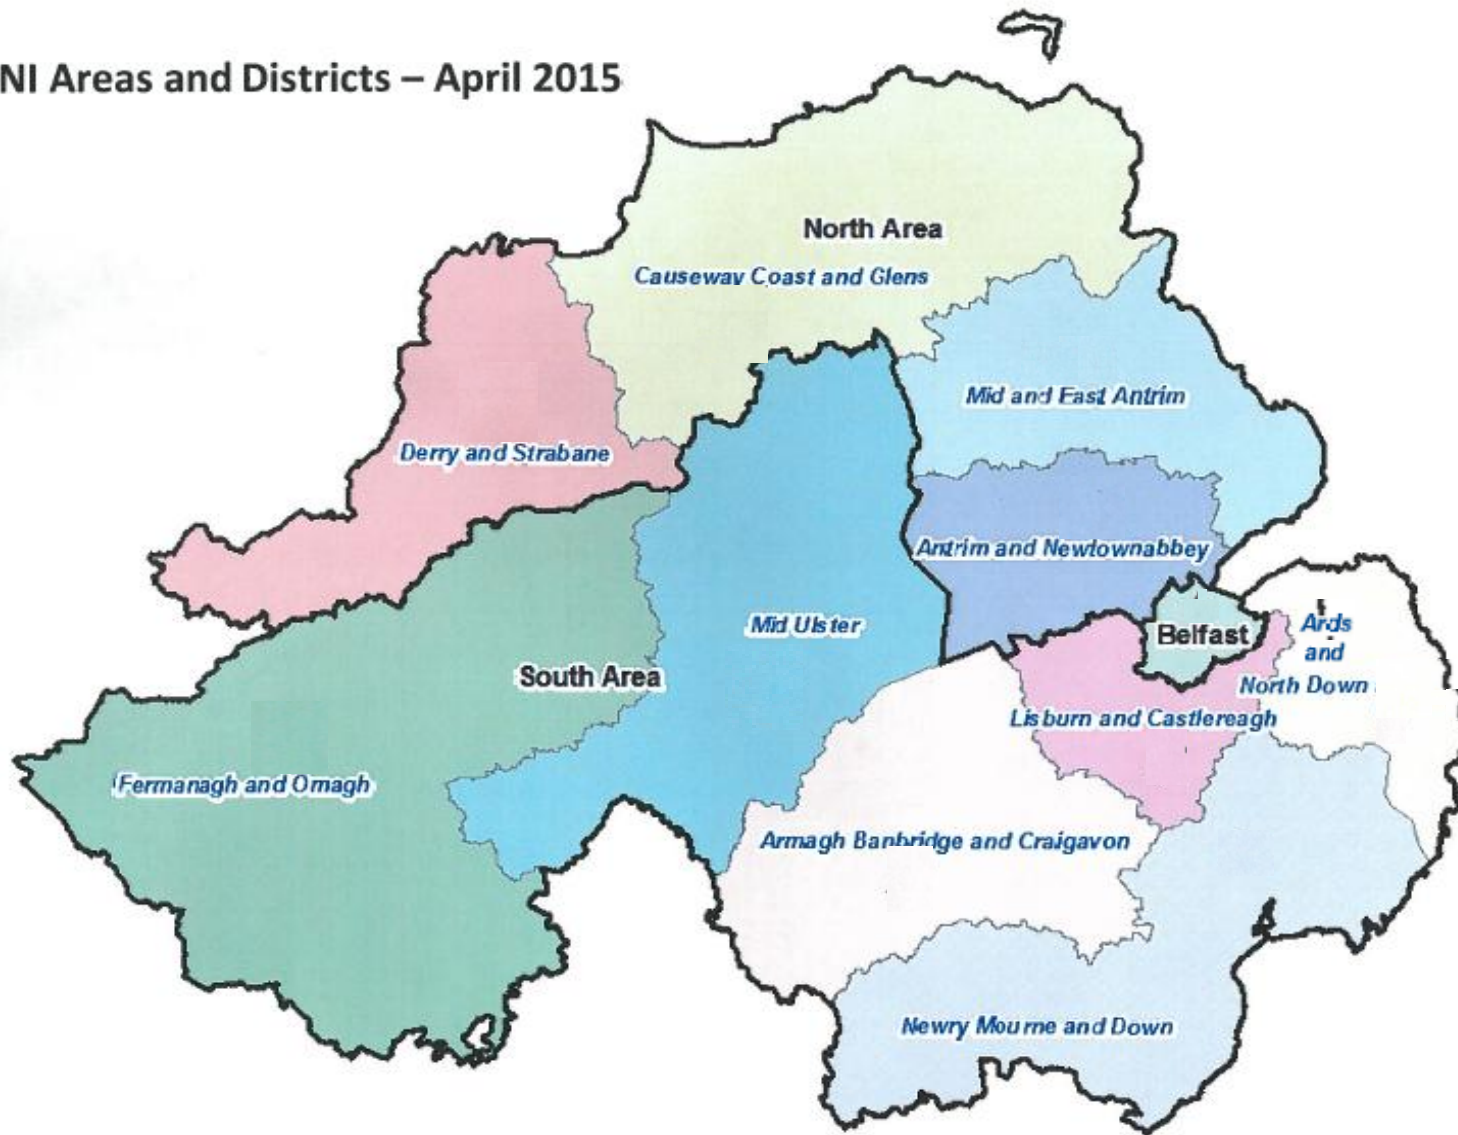 NI Areas and Districts – April 2015
North Area
Causeway Coast and Glens
Mid and East Antrim
Derry and Strabane
Antrim and Newtownabbey
Mid Ulster
Belfast
Ards
and
North Down
South Area
Lisburn and Castlereagh
Fermanagh and Omagh
Armagh Banbridge and Craigavon
Newry Mourne and Down